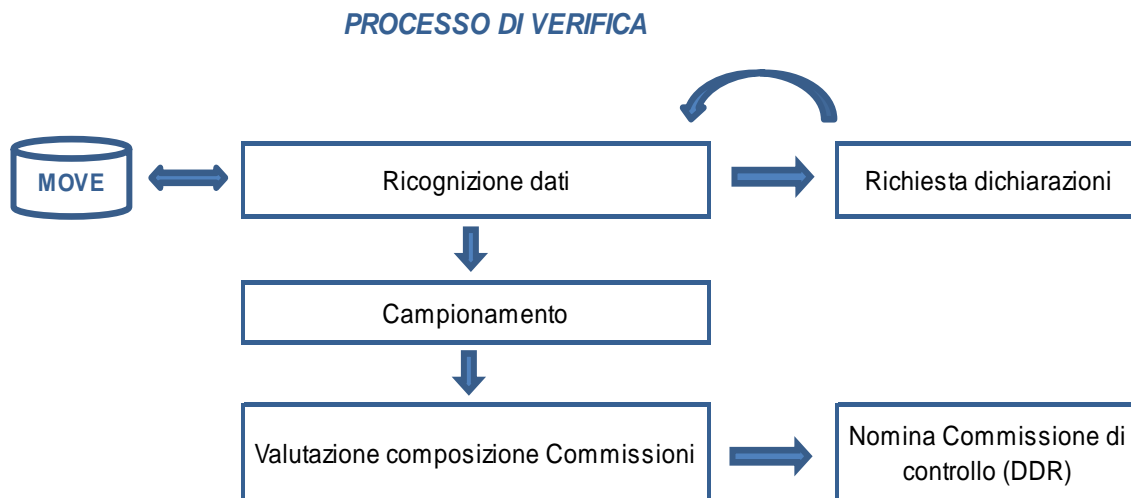 PROCESSO DI VERIFICA
MOVE
Ricognizione dati
Richiesta dichiarazioni
Campionamento
Valutazione composizione Commissioni
Nomina Commissione di
controllo (DDR)